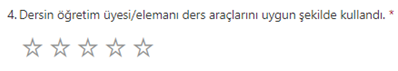 4. Dersin öğretim üyesi/elemanı ders araçlarını uygun şekilde kullandı. *